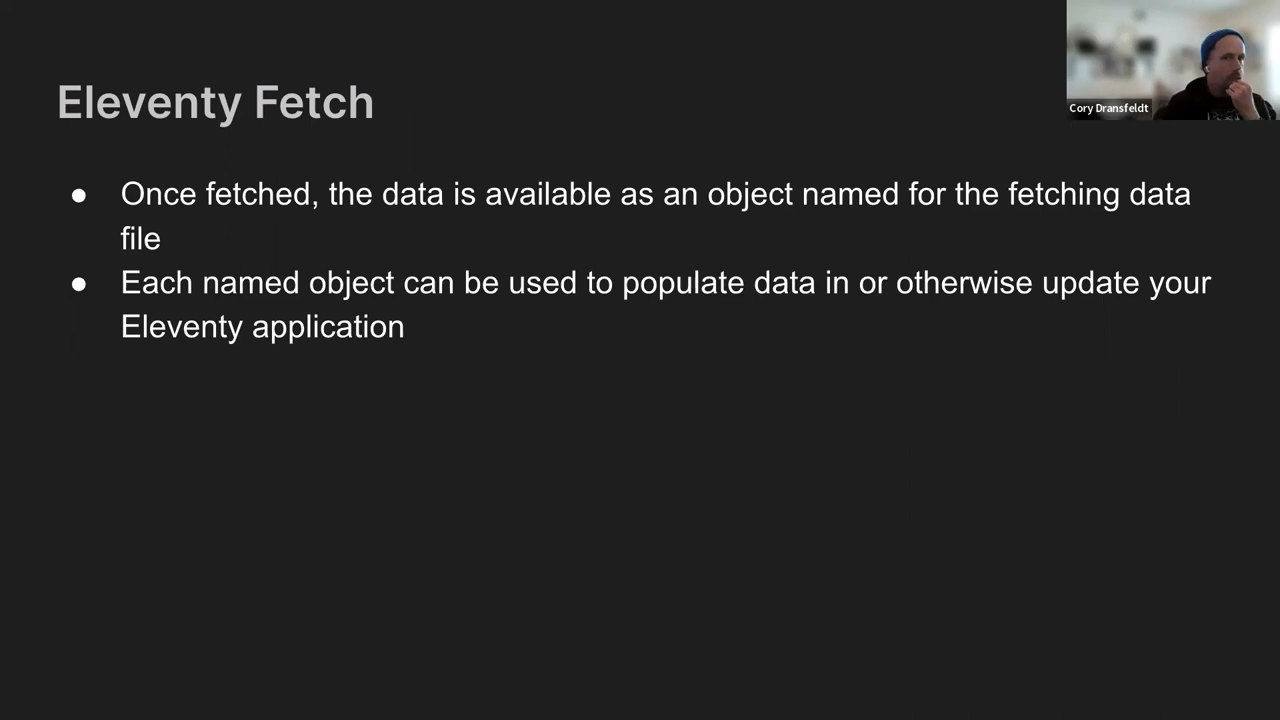 Eleventy Fetch
Cory Dransfeldt
● Once fetched, the data is available as an object named for the fetching data
file
● Each named object can be used to populate data in or otherwise update your
Eleventy application